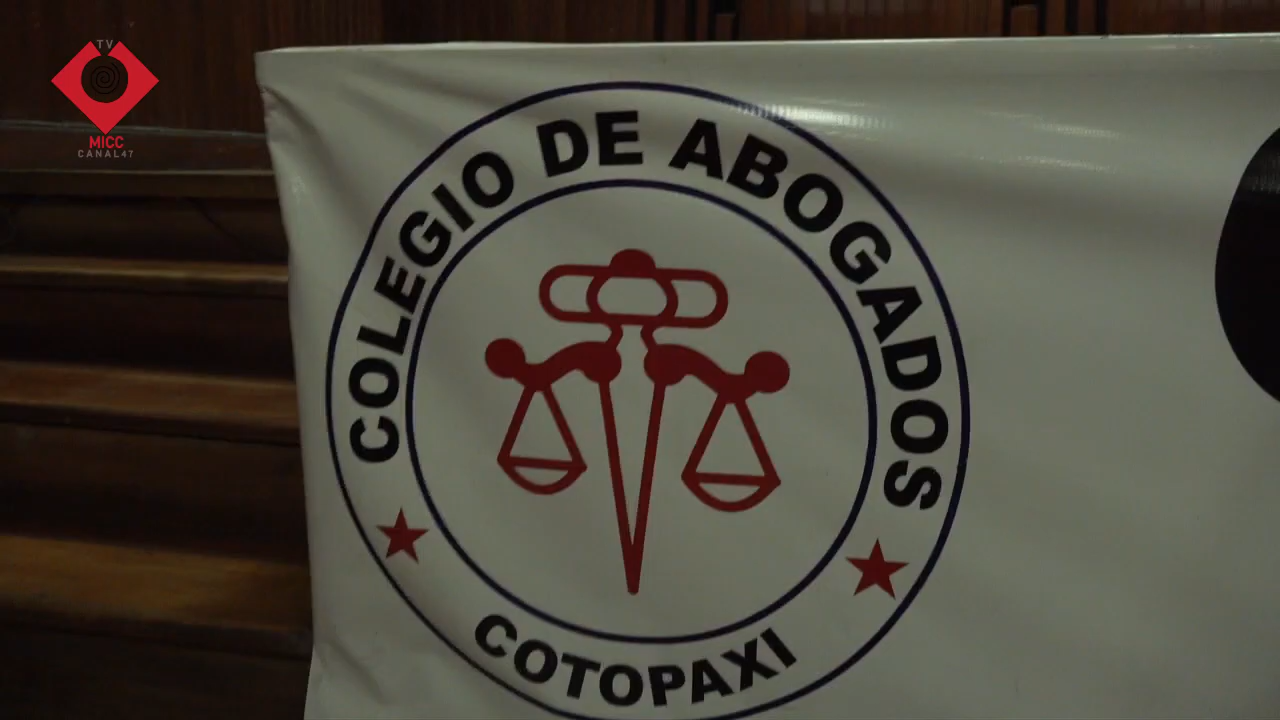 TV
MICC
CANAL47
COLEGIO DE ABOGADOS
COTOPAXI